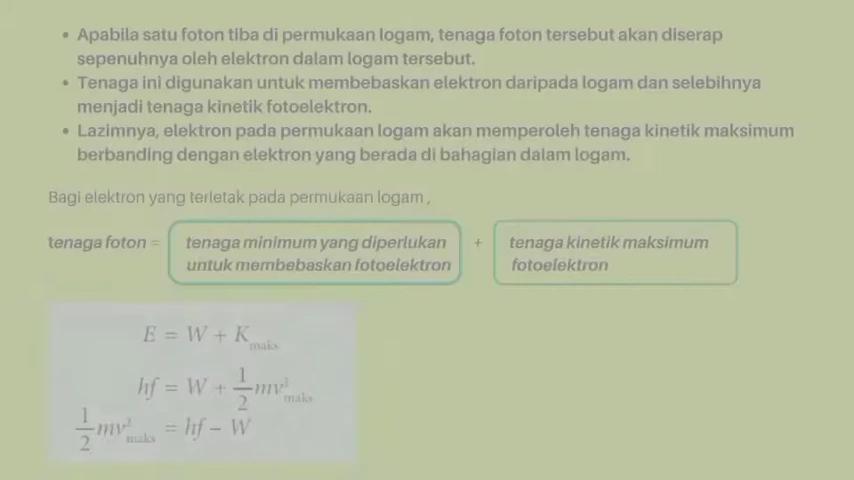 • Apabila satu foton tiba di permukaan logam, tenaga foton tersebut akan diserap
sepenuhnya oleh elektron dalam logam tersebut.
• Tenaga ini digunakan untuk membebaskan elektron daripada logam dan selebihnya
menjadi tenaga kinetik fotoelektron.
• Lazimnya, elektron pada permukaan logam akan memperoleh tenaga kinetik maksimum
berbanding dengan elektron yang berada di bahagian dalam logam.
Bagi elektron yang terletak pada permukaan logam ,
tenaga foton = tenaga minimum yang diperlukan untuk membebaskan fotoelektron + tenaga kinetik maksimum fotoelektron
E = W + K maks
hf = W + 1/2 mv² maks
1/2 mv² maks = hf – W